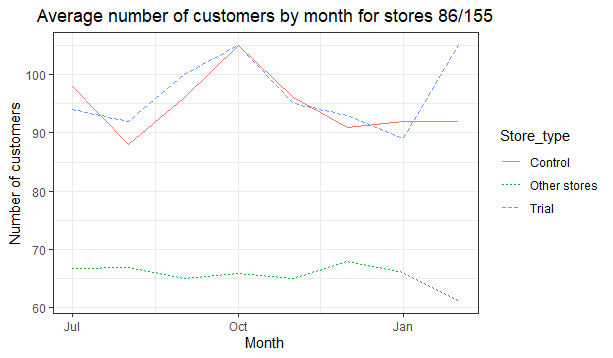 Average number of customers by month for stores 86/155
Number of customers
100
90
80
70
60
Jul
Oct
Jan
Month
Store_type
Control
Other stores
Trial